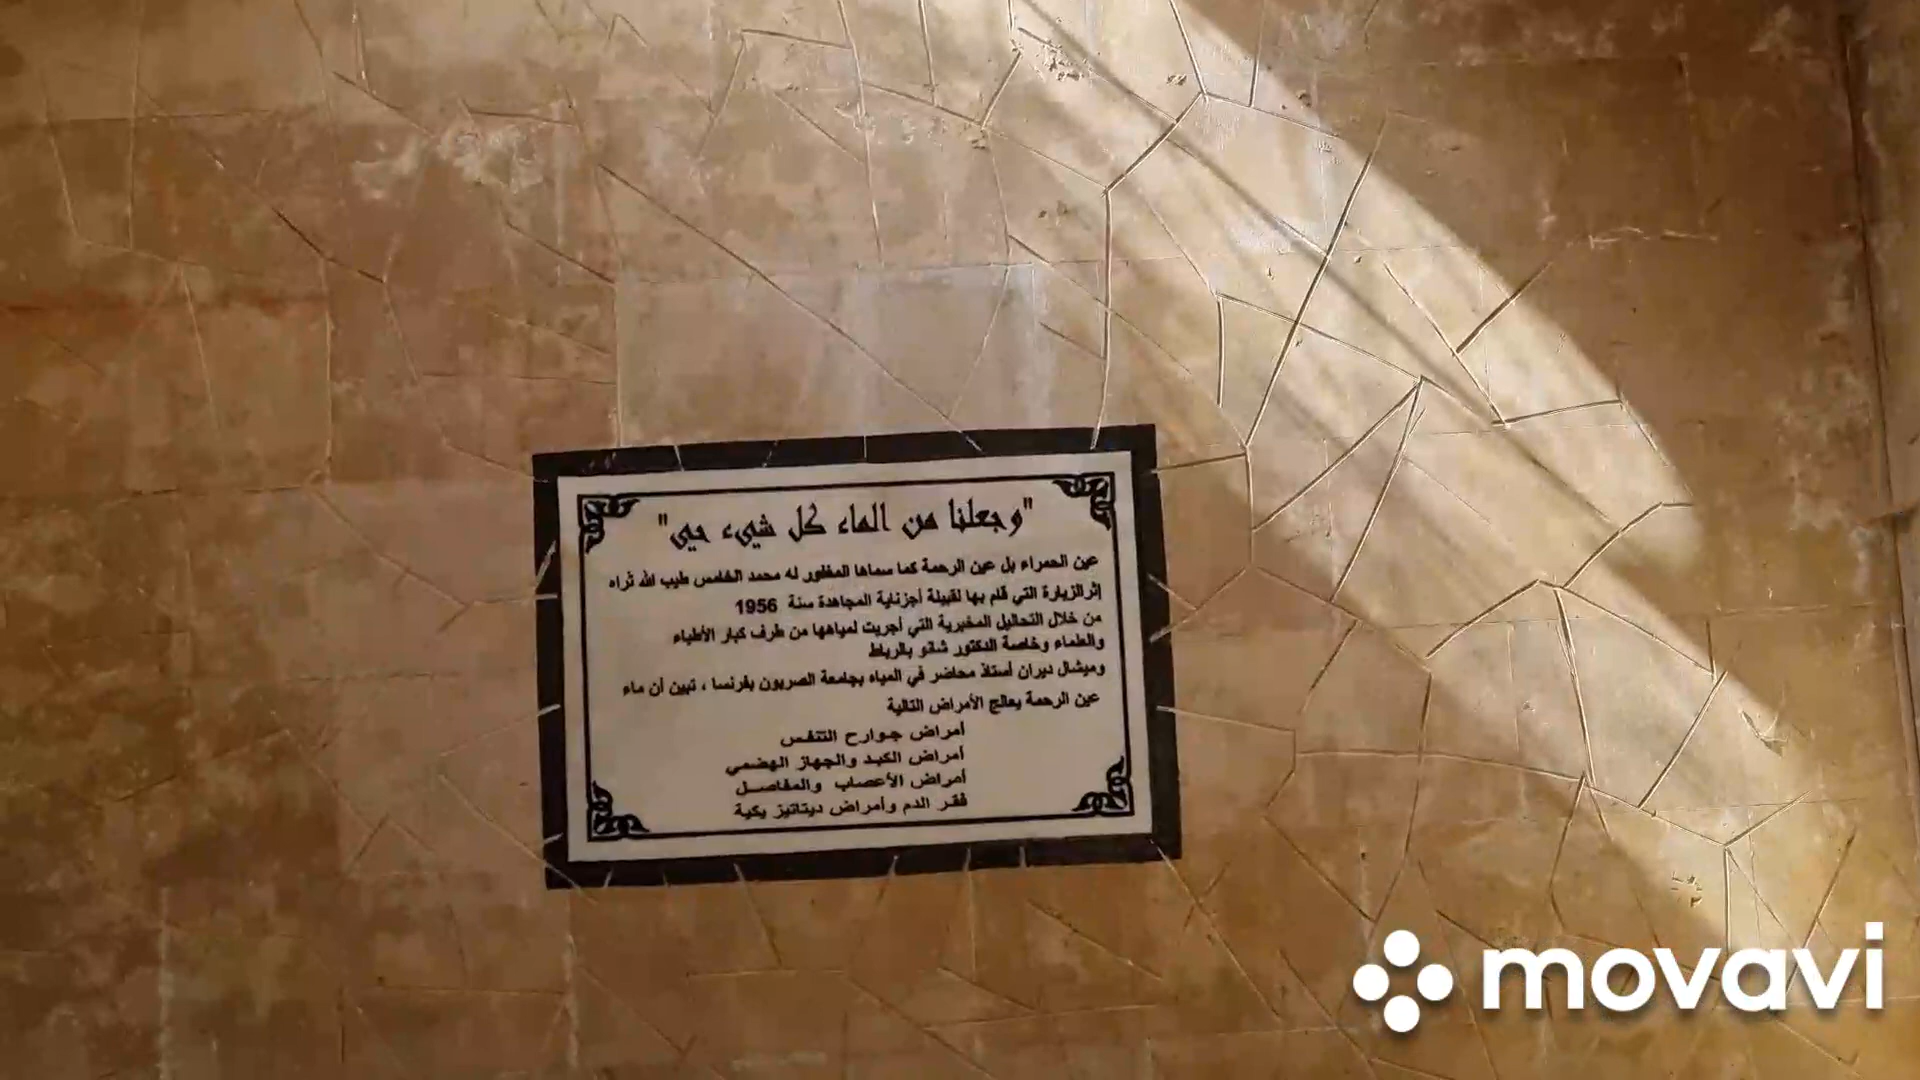 "وجعلنا من الماء كل شيء حي"
عين الحمراء بل عين الرحمة كما سماها المغفور له محمد الخامس طيب الله ثراه
إثرالزيارة التي قام بها لقبيلة أجزناية المجاهدة سنة 1956
من خلال التحاليل المخبرية التي أجريت لمياهها من طرف كبار الأطباء
والعلماء وخاصة الدكتور شانو بالرباط
وميشال ديران أستاذ محاضر في المياه بجامعة الصربون بفرنسا ، تبين أن ماء
عين الرحمة يعالج الأمراض التالية
أمراض جوارح التنفس
أمراض الكبد والجهاز الهضمي
أمراض الأعصاب والمفاصل
فقر الدم وأمراض ديتاتيز يكية
movavi